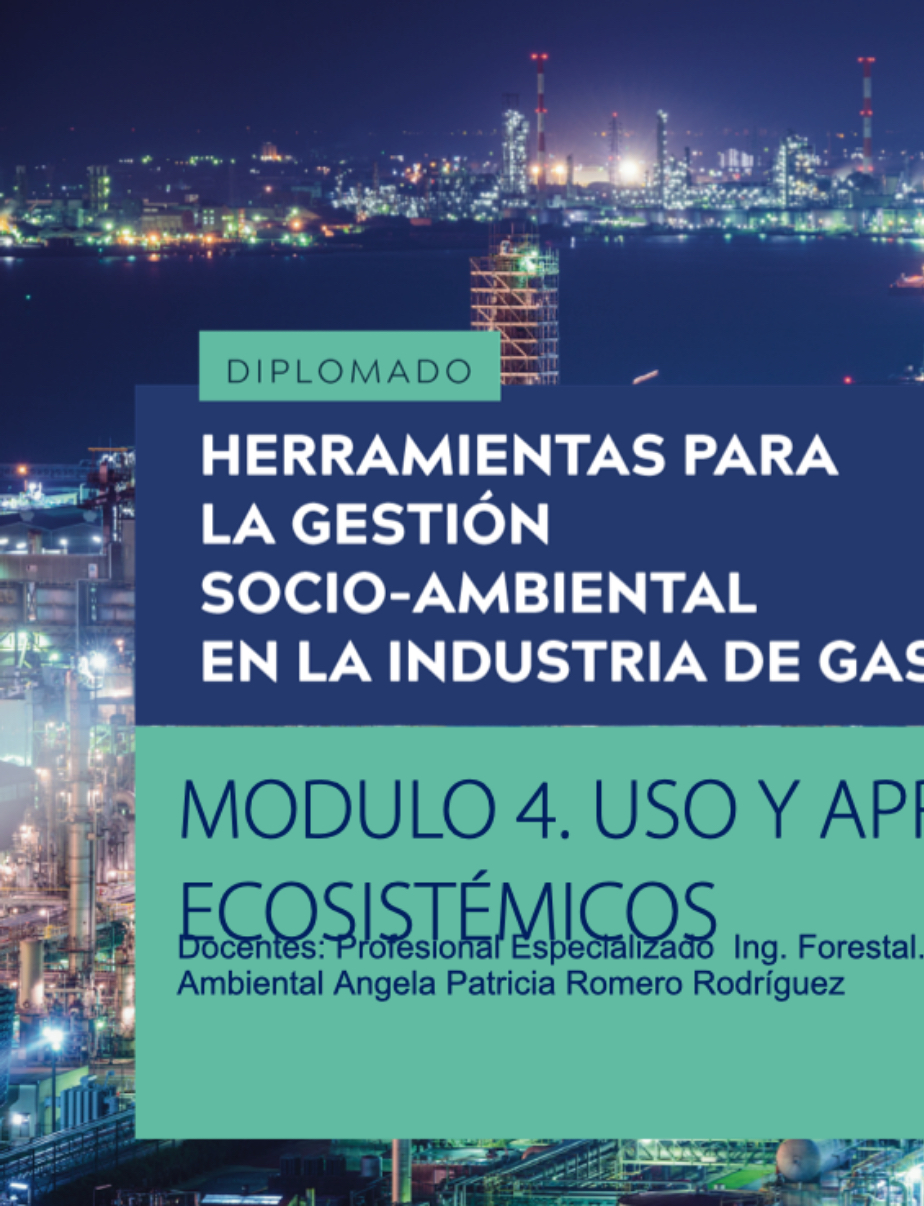 DIPLOMADO
HERRAMIENTAS PARA
LA GESTIÓN
SOCIO-AMBIENTAL
EN LA INDUSTRIA DE GAS
MODULO 4. USO Y AP
ECOSISTÉMICOS
Docentes: Profesional Especializado Ing. Forestal.
Ambiental Angela Patricia Romero Rodríguez